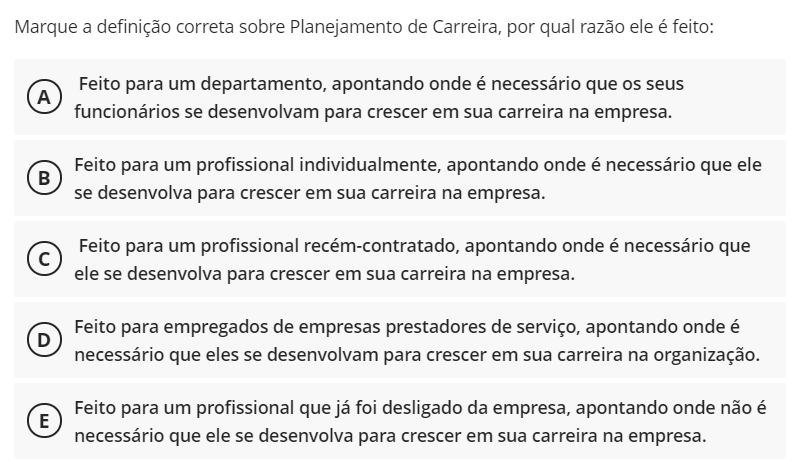 Marque a definição correta sobre Planejamento de Carreira, por qual razão ele é feito:
A
Feito para um departamento, apontando onde é necessário que os seus
funcionários se desenvolvam para crescer em sua carreira na empresa.
B
Feito para um profissional individualmente, apontando onde é necessário que ele
se desenvolva para crescer em sua carreira na empresa.
C
Feito para um profissional recém-contratado, apontando onde é necessário que
ele se desenvolva para crescer em sua carreira na empresa.
D
Feito para empregados de empresas prestadores de serviço, apontando onde é
necessário que eles se desenvolvam para crescer em sua carreira na organização.
E
Feito para um profissional que já foi desligado da empresa, apontando onde não é
necessário que ele se desenvolva para crescer em sua carreira na empresa.